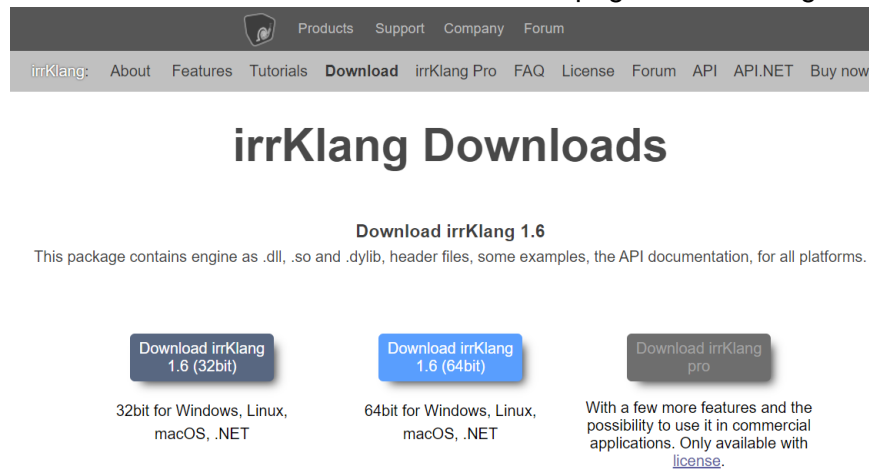 Products Support Company Forum
irrKlang: About Features Tutorials Download irrKlang Pro FAQ License Forum API API.NET Buy now
irrKlang Downloads
Download irrKlang 1.6
This package contains engine as .dll, .so and .dylib, header files, some examples, the API documentation, for all platforms.
Download irrKlang
1.6 (32bit)
32bit for Windows, Linux,
macOS, .NET
Download irrKlang
1.6 (64bit)
64bit for Windows, Linux,
macOS, .NET
Download irrKlang
pro
With a few more features and the
possibility to use it in commercial
applications. Only available with
license.